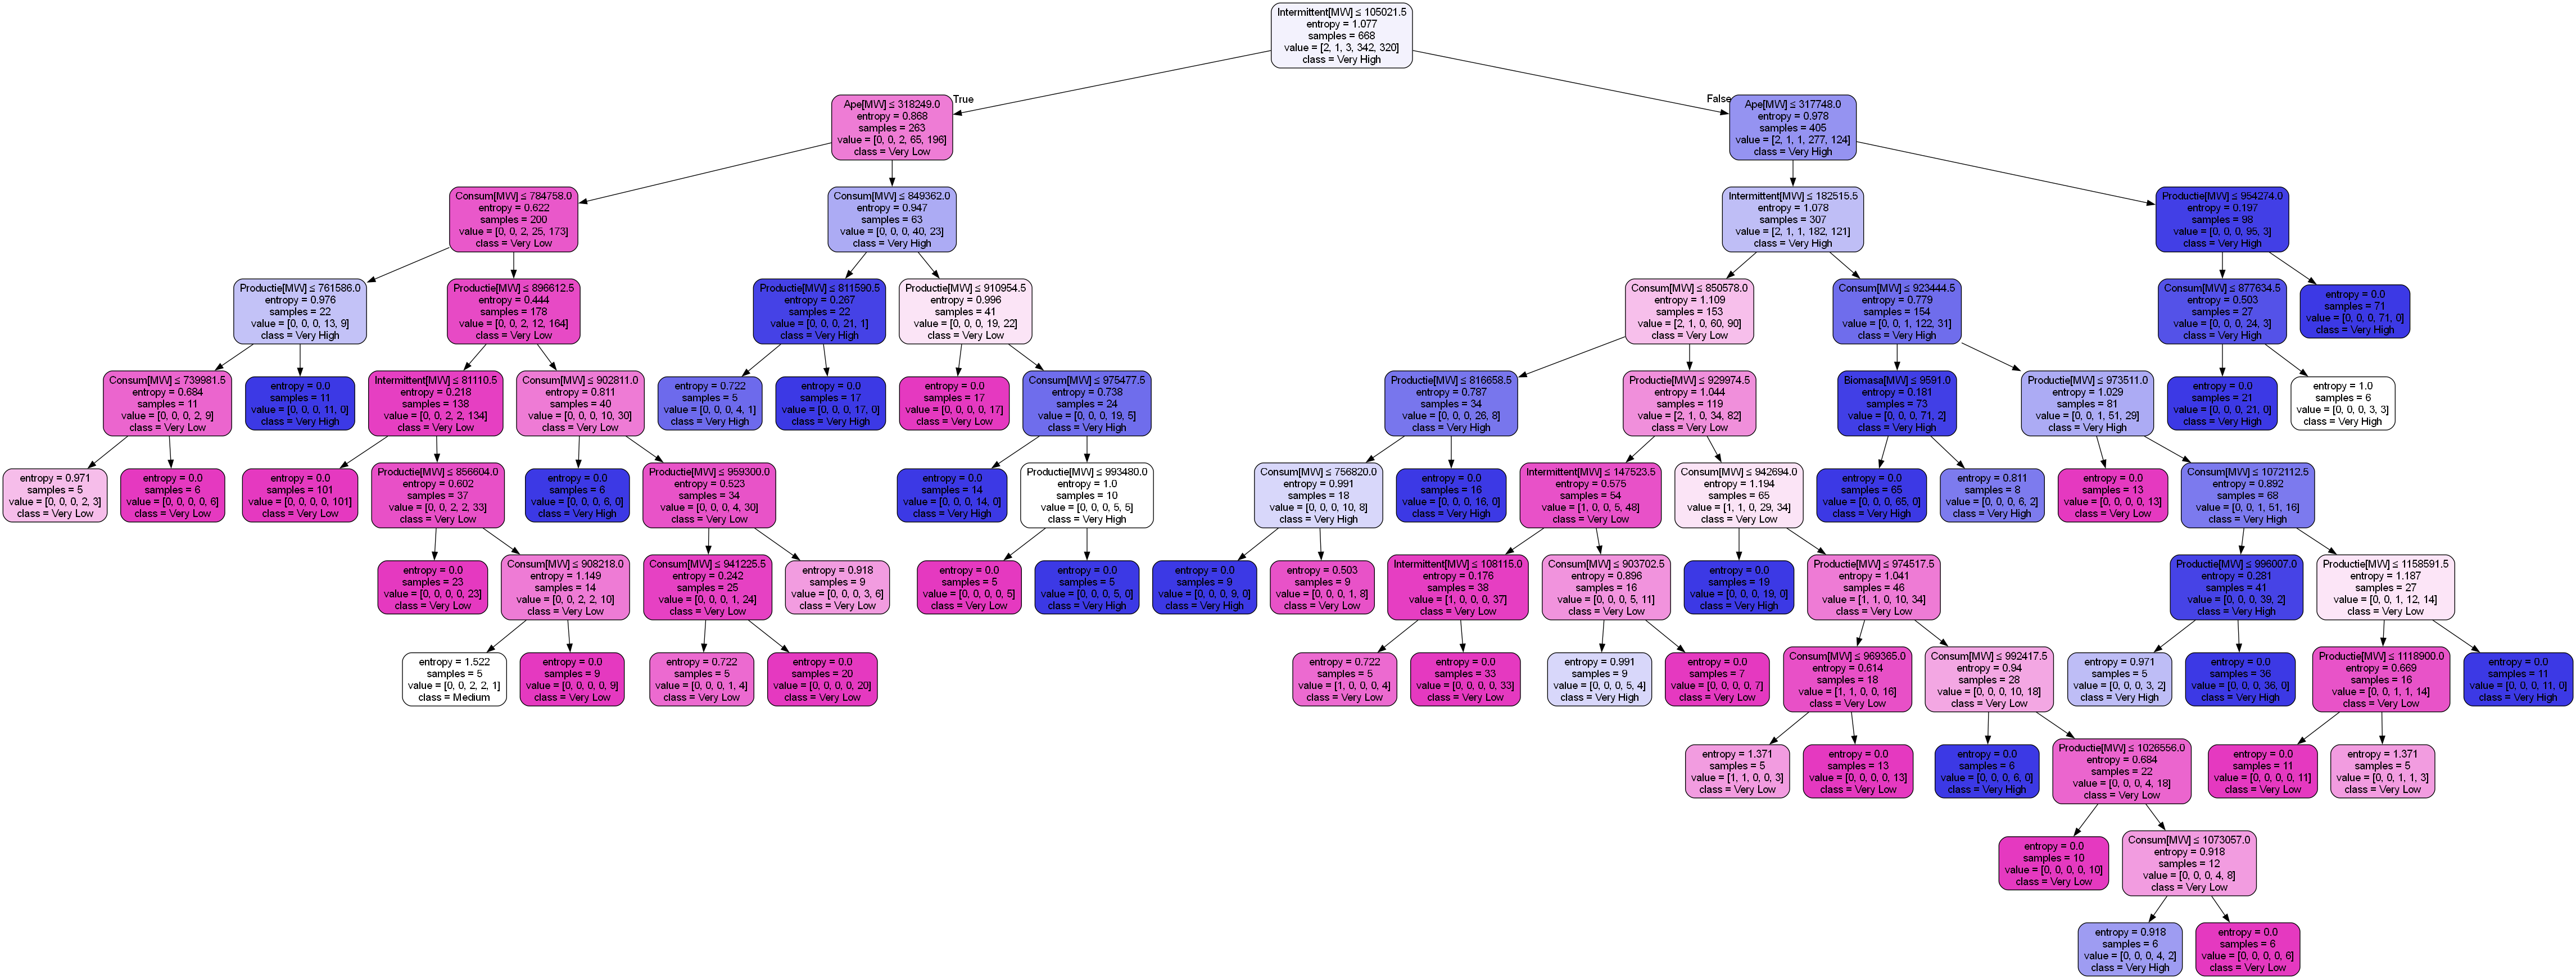 Intermittent[MW] ≤ 105021.5
entropy = 1.077
samples = 668
value = [2, 1, 3, 342, 320]
class = Very High
True
False
Ape[MW] ≤ 318249.0
entropy = 0.868
samples = 263
value = [0, 0, 2, 65, 196]
class = Very Low
Ape[MW] ≤ 317748.0
entropy = 0.978
samples = 405
value = [2, 1, 1, 277, 124]
class = Very High
Consum[MW] ≤ 784758.0
entropy = 0.622
samples = 200
value = [0, 0, 2, 25, 173]
class = Very Low
Consum[MW] ≤ 849362.0
entropy = 0.947
samples = 63
value = [0, 0, 0, 40, 23]
class = Very High
Intermittent[MW] ≤ 182515.5
entropy = 1.078
samples = 307
value = [2, 1, 1, 182, 121]
class = Very High
Productie[MW] ≤ 954274.0
entropy = 0.197
samples = 98
value = [0, 0, 0, 95, 3]
class = Very High
Productie[MW] ≤ 761586.0
entropy = 0.976
samples = 22
value = [0, 0, 0, 13, 9]
class = Very High
Productie[MW] ≤ 896612.5
entropy = 0.444
samples = 178
value = [0, 0, 2, 12, 164]
class = Very Low
Productie[MW] ≤ 811590.5
entropy = 0.267
samples = 22
value = [0, 0, 0, 21, 1]
class = Very High
Productie[MW] ≤ 910954.5
entropy = 0.996
samples = 41
value = [0, 0, 0, 19, 22]
class = Very Low
Consum[MW] ≤ 850578.0
entropy = 1.109
samples = 153
value = [2, 1, 0, 60, 90]
class = Very Low
Consum[MW] ≤ 923444.5
entropy = 0.779
samples = 154
value = [0, 0, 1, 122, 31]
class = Very High
Consum[MW] ≤ 877634.5
entropy = 0.503
samples = 27
value = [0, 0, 0, 24, 3]
class = Very High
entropy = 0.0
samples = 71
value = [0, 0, 0, 71, 0]
class = Very High
Consum[MW] ≤ 739981.5
entropy = 0.684
samples = 11
value = [0, 0, 0, 2, 9]
class = Very Low
entropy = 0.0
samples = 11
value = [0, 0, 0, 11, 0]
class = Very High
Intermittent[MW] ≤ 81110.5
entropy = 0.218
samples = 138
value = [0, 0, 2, 2, 134]
class = Very Low
Consum[MW] ≤ 902811.0
entropy = 0.811
samples = 40
value = [0, 0, 0, 10, 30]
class = Very Low
entropy = 0.722
samples = 5
value = [0, 0, 0, 4, 1]
class = Very High
entropy = 0.0
samples = 17
value = [0, 0, 0, 17, 0]
class = Very High
entropy = 0.0
samples = 17
value = [0, 0, 0, 0, 17]
class = Very Low
Consum[MW] ≤ 975477.5
entropy = 0.738
samples = 24
value = [0, 0, 0, 19, 5]
class = Very High
Productie[MW] ≤ 816658.5
entropy = 0.787
samples = 34
value = [0, 0, 0, 26, 8]
class = Very High
Productie[MW] ≤ 929974.5
entropy = 1.044
samples = 119
value = [2, 1, 0, 34, 82]
class = Very Low
Biomasa[MW] ≤ 9591.0
entropy = 0.181
samples = 73
value = [0, 0, 0, 71, 2]
class = Very High
Productie[MW] ≤ 973511.0
entropy = 1.029
samples = 81
value = [0, 0, 1, 51, 29]
class = Very High
entropy = 0.0
samples = 21
value = [0, 0, 0, 21, 0]
class = Very High
entropy = 1.0
samples = 6
value = [0, 0, 0, 3, 3]
class = Very High
entropy = 0.971
samples = 5
value = [0, 0, 0, 2, 3]
class = Very Low
entropy = 0.0
samples = 6
value = [0, 0, 0, 0, 6]
class = Very Low
entropy = 0.0
samples = 101
value = [0, 0, 0, 0, 101]
class = Very Low
Productie[MW] ≤ 856604.0
entropy = 0.602
samples = 37
value = [0, 0, 2, 2, 33]
class = Very Low
entropy = 0.0
samples = 6
value = [0, 0, 0, 6, 0]
class = Very High
Productie[MW] ≤ 959300.0
entropy = 0.523
samples = 34
value = [0, 0, 0, 4, 30]
class = Very Low
entropy = 0.0
samples = 14
value = [0, 0, 0, 14, 0]
class = Very High
Productie[MW] ≤ 993480.0
entropy = 1.0
samples = 10
value = [0, 0, 0, 5, 5]
class = Very High
Consum[MW] ≤ 756820.0
entropy = 0.991
samples = 18
value = [0, 0, 0, 10, 8]
class = Very High
entropy = 0.0
samples = 16
value = [0, 0, 0, 16, 0]
class = Very High
Intermittent[MW] ≤ 147523.5
entropy = 0.575
samples = 54
value = [1, 0, 0, 5, 48]
class = Very Low
Consum[MW] ≤ 942694.0
entropy = 1.194
samples = 65
value = [1, 1, 0, 29, 34]
class = Very Low
entropy = 0.0
samples = 65
value = [0, 0, 0, 65, 0]
class = Very High
entropy = 0.811
samples = 8
value = [0, 0, 0, 6, 2]
class = Very High
entropy = 0.0
samples = 13
value = [0, 0, 0, 0, 13]
class = Very Low
Consum[MW] ≤ 1072112.5
entropy = 0.892
samples = 68
value = [0, 0, 1, 51, 16]
class = Very High
entropy = 0.0
samples = 23
value = [0, 0, 0, 0, 23]
class = Very Low
Consum[MW] ≤ 908218.0
entropy = 1.149
samples = 14
value = [0, 0, 2, 2, 10]
class = Very Low
Consum[MW] ≤ 941225.5
entropy = 0.242
samples = 25
value = [0, 0, 0, 1, 24]
class = Very Low
entropy = 0.918
samples = 9
value = [0, 0, 0, 3, 6]
class = Very Low
entropy = 0.0
samples = 5
value = [0, 0, 0, 0, 5]
class = Very Low
entropy = 0.0
samples = 5
value = [0, 0, 0, 5, 0]
class = Very High
entropy = 0.0
samples = 9
value = [0, 0, 0, 9, 0]
class = Very High
entropy = 0.503
samples = 9
value = [0, 0, 0, 1, 8]
class = Very Low
Intermittent[MW] ≤ 108115.0
entropy = 0.176
samples = 38
value = [1, 0, 0, 0, 37]
class = Very Low
Consum[MW] ≤ 903702.5
entropy = 0.896
samples = 16
value = [0, 0, 0, 5, 11]
class = Very Low
entropy = 0.0
samples = 19
value = [0, 0, 0, 19, 0]
class = Very High
Productie[MW] ≤ 974517.5
entropy = 1.041
samples = 46
value = [1, 1, 0, 10, 34]
class = Very Low
Productie[MW] ≤ 996007.0
entropy = 0.281
samples = 41
value = [0, 0, 0, 39, 2]
class = Very High
Productie[MW] ≤ 1158591.5
entropy = 1.187
samples = 27
value = [0, 0, 1, 12, 14]
class = Very Low
entropy = 1.522
samples = 5
value = [0, 0, 2, 2, 1]
class = Medium
entropy = 0.0
samples = 9
value = [0, 0, 0, 0, 9]
class = Very Low
entropy = 0.722
samples = 5
value = [0, 0, 0, 1, 4]
class = Very Low
entropy = 0.0
samples = 20
value = [0, 0, 0, 0, 20]
class = Very Low
entropy = 0.722
samples = 5
value = [1, 0, 0, 0, 4]
class = Very Low
entropy = 0.0
samples = 33
value = [0, 0, 0, 0, 33]
class = Very Low
entropy = 0.991
samples = 9
value = [0, 0, 0, 5, 4]
class = Very High
entropy = 0.0
samples = 7
value = [0, 0, 0, 0, 7]
class = Very Low
Consum[MW] ≤ 969365.0
entropy = 0.614
samples = 18
value = [1, 1, 0, 0, 16]
class = Very Low
Consum[MW] ≤ 992417.5
entropy = 0.94
samples = 28
value = [0, 0, 0, 10, 18]
class = Very Low
entropy = 0.971
samples = 5
value = [0, 0, 0, 3, 2]
class = Very High
entropy = 0.0
samples = 36
value = [0, 0, 0, 36, 0]
class = Very High
Productie[MW] ≤ 1118900.0
entropy = 0.669
samples = 16
value = [0, 0, 1, 1, 14]
class = Very Low
entropy = 0.0
samples = 11
value = [0, 0, 0, 11, 0]
class = Very High
entropy = 1.371
samples = 5
value = [1, 1, 0, 0, 3]
class = Very Low
entropy = 0.0
samples = 13
value = [0, 0, 0, 0, 13]
class = Very Low
entropy = 0.0
samples = 6
value = [0, 0, 0, 6, 0]
class = Very High
Productie[MW] ≤ 1026556.0
entropy = 0.684
samples = 22
value = [0, 0, 0, 4, 18]
class = Very Low
entropy = 0.0
samples = 11
value = [0, 0, 0, 0, 11]
class = Very Low
entropy = 1.371
samples = 5
value = [0, 0, 1, 1, 3]
class = Very Low
entropy = 0.0
samples = 10
value = [0, 0, 0, 0, 10]
class = Very Low
Consum[MW] ≤ 1073057.0
entropy = 0.918
samples = 12
value = [0, 0, 0, 4, 8]
class = Very Low
entropy = 0.918
samples = 6
value = [0, 0, 0, 4, 2]
class = Very High
entropy = 0.0
samples = 6
value = [0, 0, 0, 0, 6]
class = Very Low